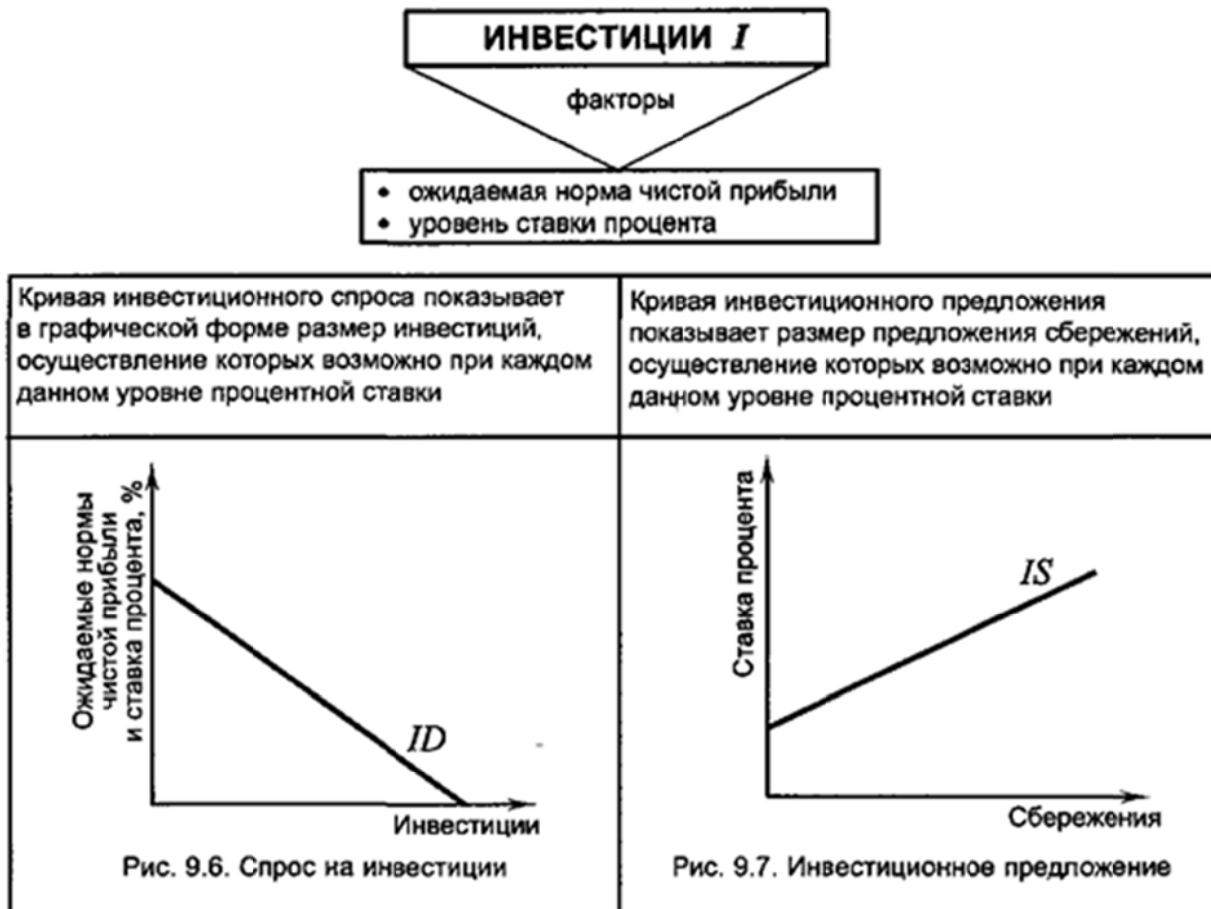 ИНВЕСТИЦИИ I
факторы
• ожидаемая норма чистой прибыли
• уровень ставки процента
Кривая инвестиционного спроса показывает
в графической форме размер инвестиций,
осуществление которых возможно при каждом
данном уровне процентной ставки
Кривая инвестиционного предложения
показывает размер предложения сбережений,
осуществление которых возможно при каждом
данном уровне процентной ставки
Ожидаемые нормы
чистой прибыли
и ставка процента, %
ID
Инвестиции
Рис. 9.6. Спрос на инвестиции
Ставка процента
IS
Сбережения
Рис. 9.7. Инвестиционное предложение